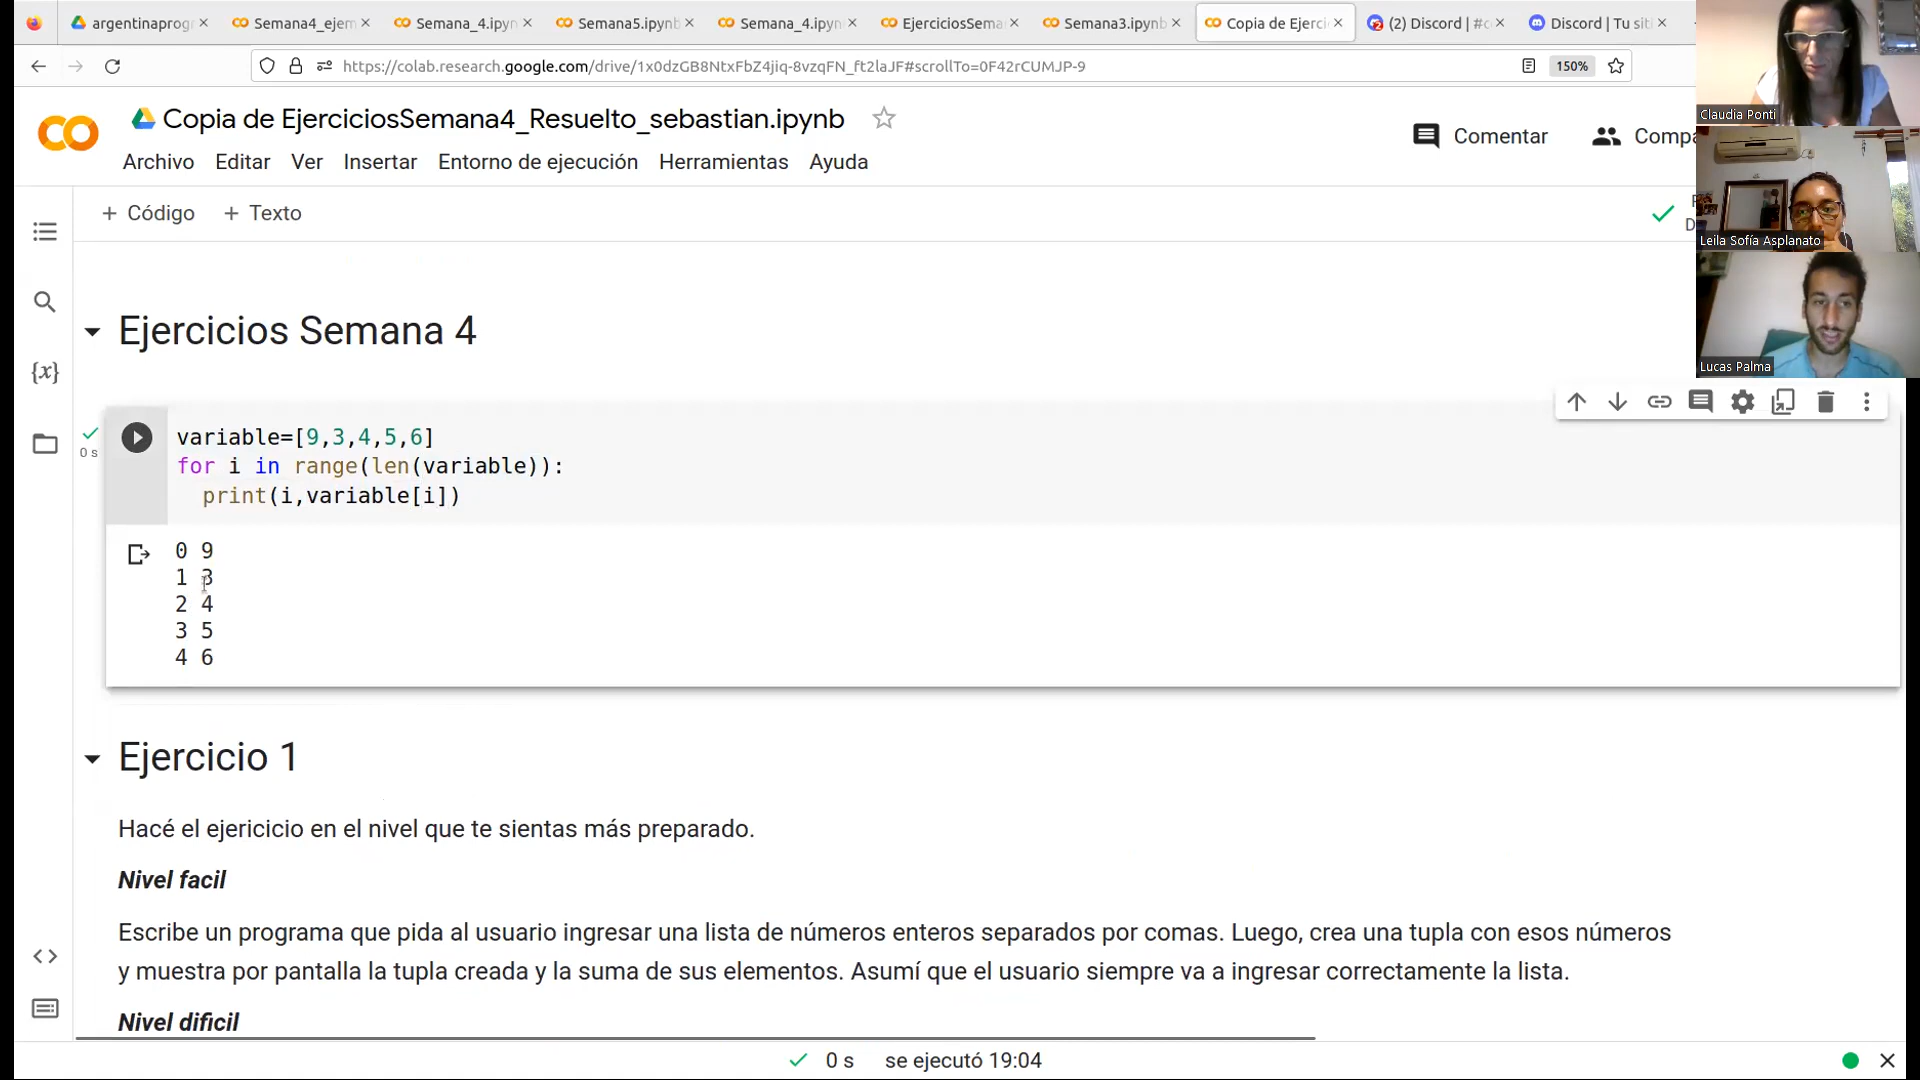 argentinaprog
Semana4_ejem
Semana_4.ipyn
Semana5.ipynb
Semana_4.ipyn
EjerciciosSema
Semana3.ipynb
Copia de Ejerci
(2) Discord | #c
Discord | Tu siti
https://colab.research.google.com/drive/1x0dzGB8NtxFbZ4jiq-8vzqFN_ft2laJF#scrollTo=0F42rCUMJP-9
150%
Copia de EjerciciosSemana4_Resuelto_sebastian.ipynb
Comentar
Compa
Archivo Editar Ver Insertar Entorno de ejecución Herramientas Ayuda
+ Código + Texto
Claudia Ponti
Leila Sofía Asplanato
Lucas Palma
{x}
Ejercicios Semana 4
0 s
variable=[9,3,4,5,6]
for i in range(len(variable)):
print(i,variable[i])
0 9
1 3
2 4
3 5
4 6
Ejercicio 1
Hacé el ejericicio en el nivel que te sientas más preparado.
Nivel facil
Escribe un programa que pida al usuario ingresar una lista de números enteros separados por comas. Luego, crea una tupla con esos números
y muestra por pantalla la tupla creada y la suma de sus elementos. Asumí que el usuario siempre va a ingresar correctamente la lista.
Nivel dificil
0 s se ejecutó 19:04